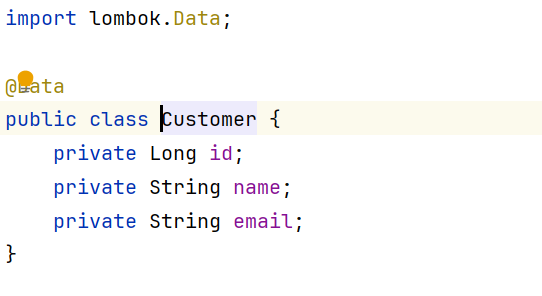 import lombok.Data;
@Data
public class Customer {
    private Long id;
    private String name;
    private String email;
}